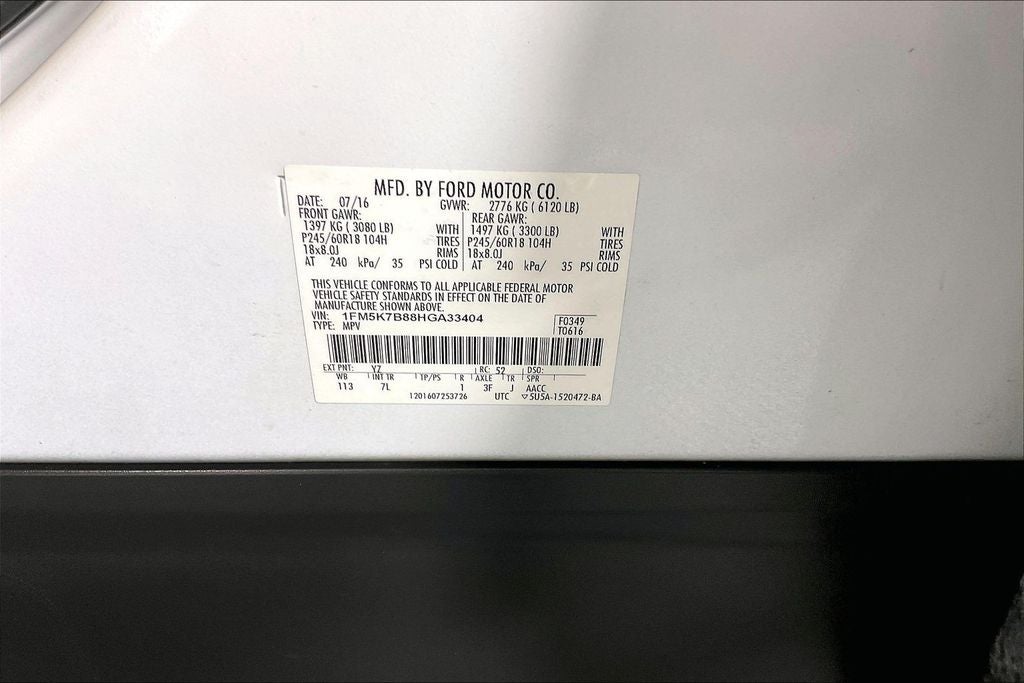 MFD. BY FORD MOTOR CO.
DATE: 07/16 GVWR: 2776 KG ( 6120 LB)
FRONT GAWR: REAR GAWR:
1397 KG ( 3080 LB) WITH 1497 KG ( 3300 LB) WITH
P245/60R18 104H TIRES P245/60R18 104H TIRES
18x8.0J RIMS 18x8.0J RIMS
AT 240 kPa/ 35 PSI COLD AT 240 kPa/ 35 PSI COLD
THIS VEHICLE CONFORMS TO ALL APPLICABLE FEDERAL MOTOR
VEHICLE SAFETY STANDARDS IN EFFECT ON THE DATE OF
MANUFACTURE SHOWN ABOVE.
VIN: 1FM5K7B88HGA33404 F0349
TYPE: MPV T0616
EXT PNT: YZ RC: 52 DSO:
WB INT TR TP/PS R AXLE TR SPR
113 7L 1 3F J AACC
1201607253726 UTC ▽5U5A-1520472-BA